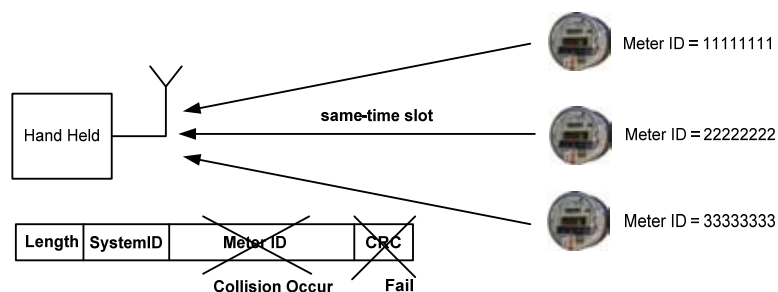 Meter ID = 11111111
same-time slot
Hand Held
Meter ID = 22222222
Meter ID = 33333333
Length SystemID Meter ID CRC
Collision Occur Fail